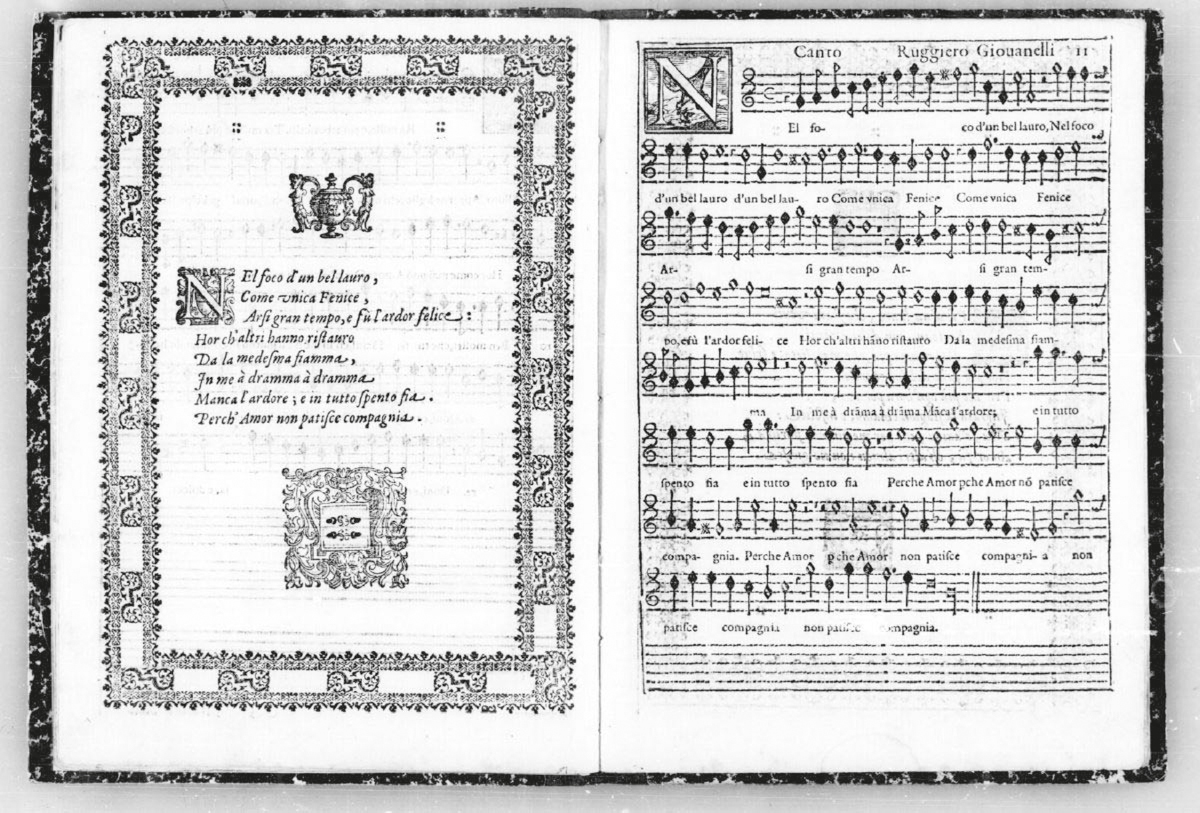 NEl foco d'un bel lauro,
Come vnica Fenice,
Arsi gran tempo, e fù l'ardor felice:
Hor ch'altri hanno ristauro
Da la medesma fiamma,
In me à dramma à dramma
Manca l'ardore; e in tutto spento fia.
Perch' Amor non patisce compagnia.
Canto Ruggiero Giouanelli 11
NEl fo- co d'un bel lauro, Nel foco
d'un bel lauro d'un bel lau- ro Come vnica Fenice Come vnica Fenice
Ar- si gran tempo Ar- si gran tem-
po, e fù l'ardor feli- ce Hor ch'altri hãno ristauro Da la medesma fiam-
ma In me à drãma à drãma Mãca l'ardore, e in tutto
spento fia e in tutto spento fia Perche Amor pche Amor nõ patisce
compa- gnia. Perche Amor pche Amor non patisce compagni- a non
patisce compagnia non patisce compagnia.